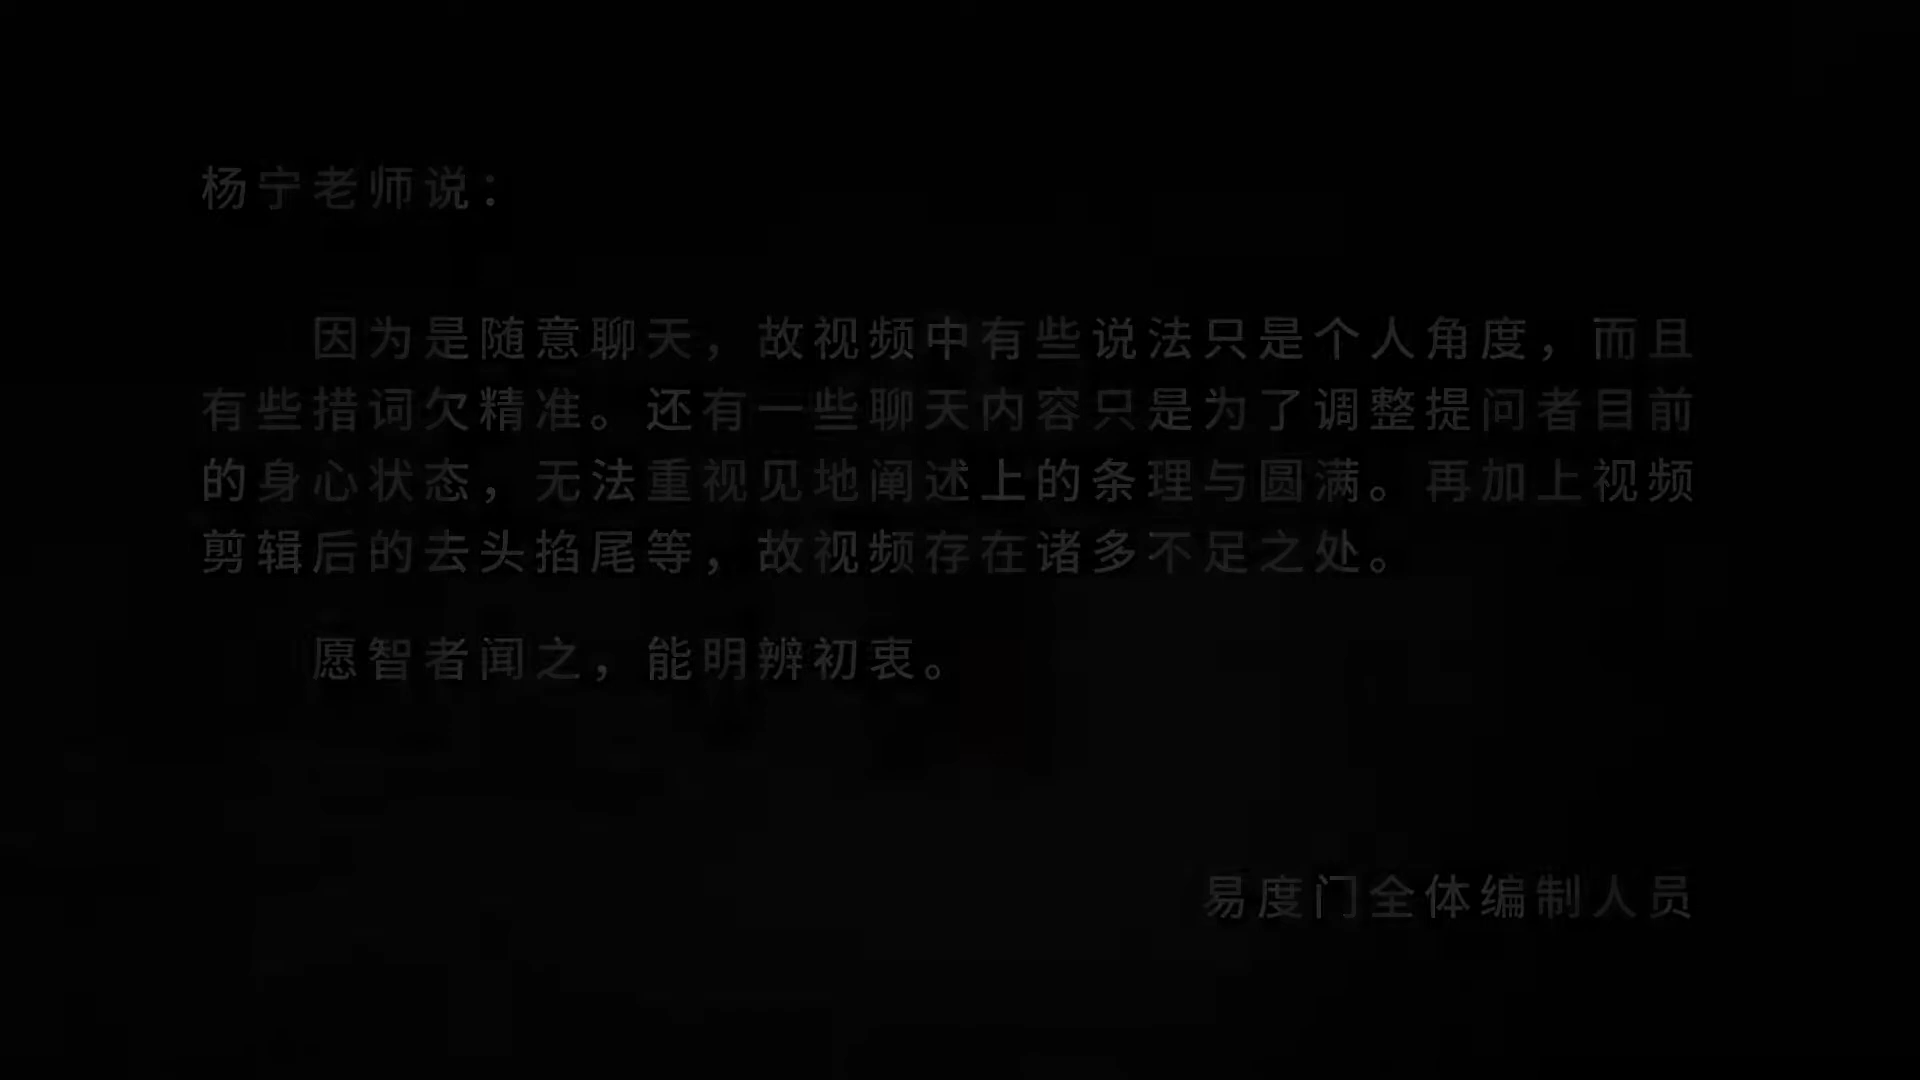 杨宁老师说：
因为是随意聊天，故视频中有些说法只是个人角度，而且
有些措词欠精准。还有一些聊天内容只是为了调整提问者目前
的身心状态，无法重视见地阐述上的条理与圆满。再加上视频
剪辑后的去头掐尾等，故视频存在诸多不足之处。
愿智者闻之，能明辨初衷。
易度门全体编制人员